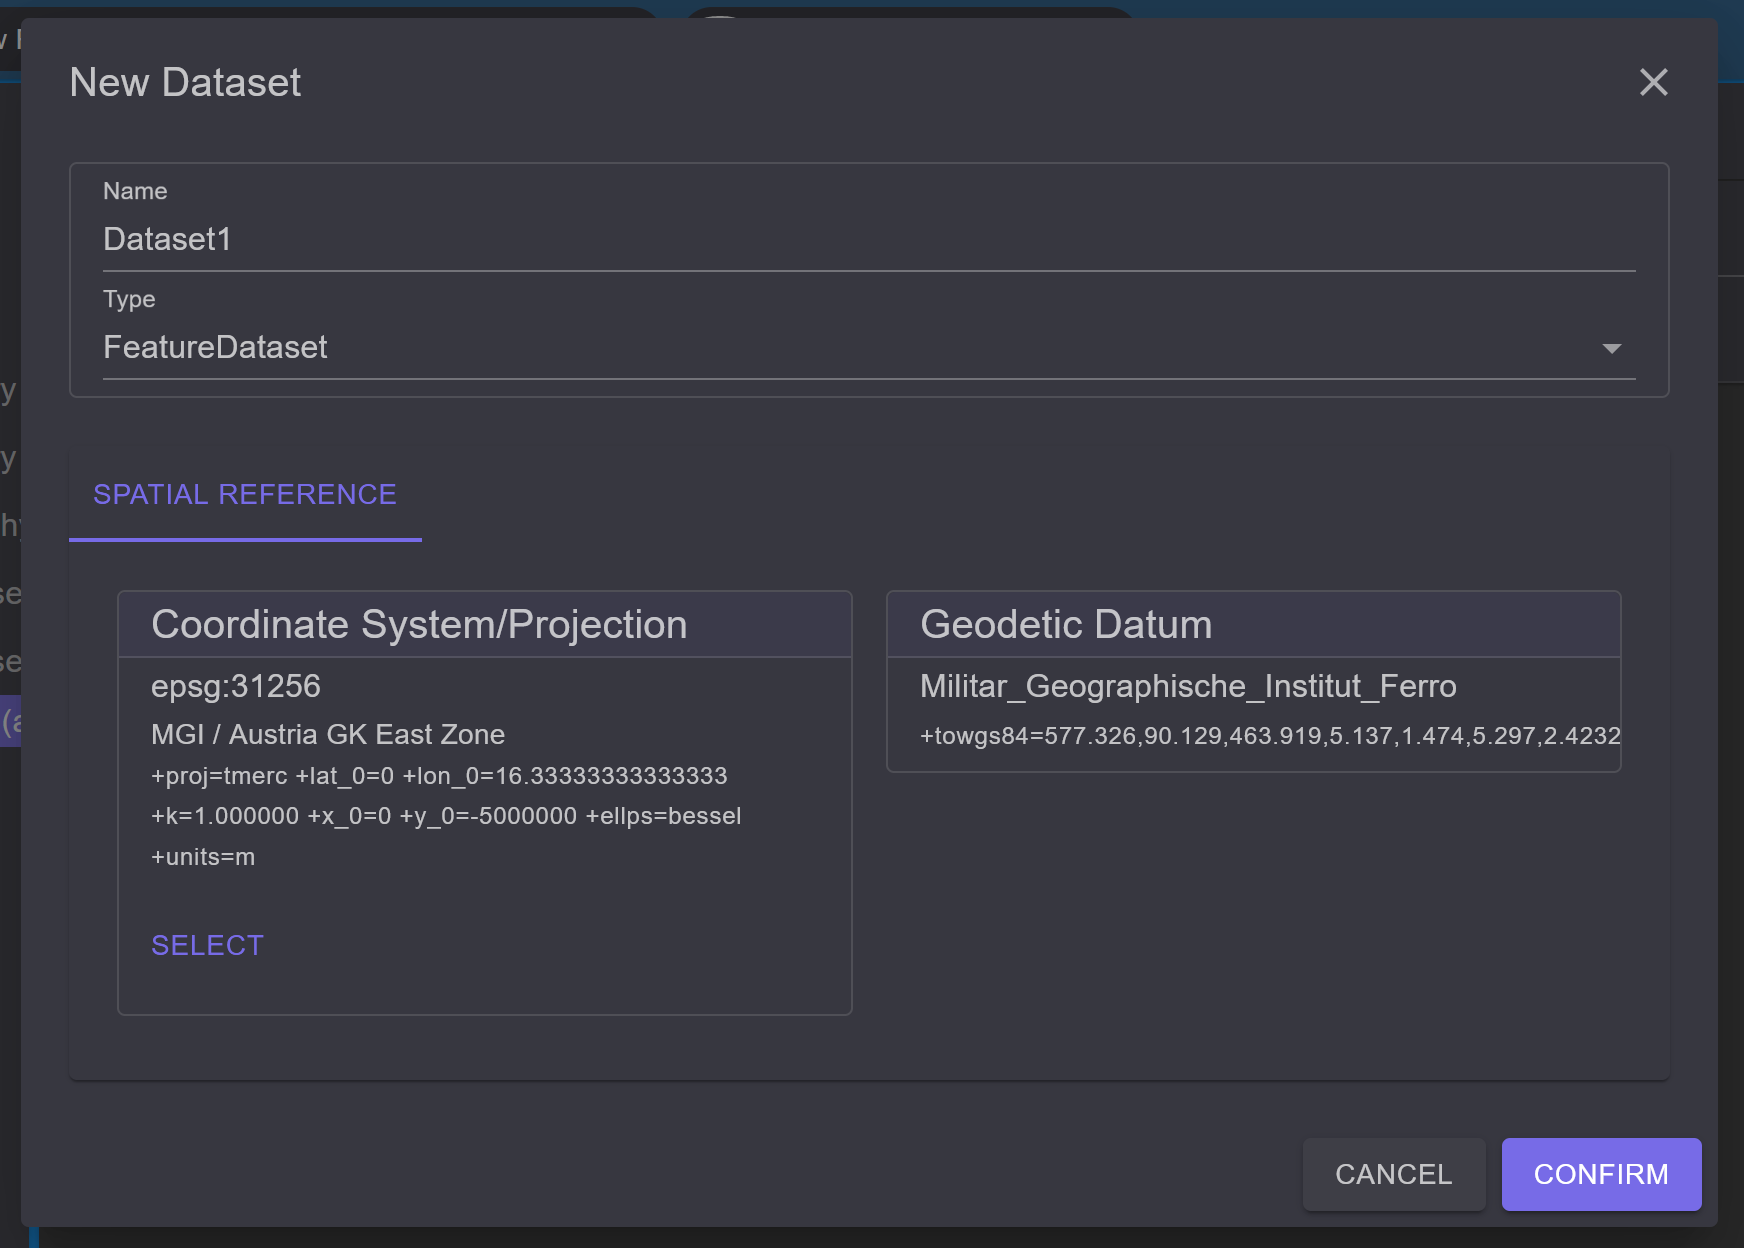 New Dataset
Name
Dataset1
Type
FeatureDataset
SPATIAL REFERENCE
Coordinate System/Projection
epsg:31256
MGI / Austria GK East Zone
+proj=tmerc +lat_0=0 +lon_0=16.33333333333333
+k=1.000000 +x_0=0 +y_0=-5000000 +ellps=bessel
+units=m
SELECT
Geodetic Datum
Militar_Geographische_Institut_Ferro
+towgs84=577.326,90.129,463.919,5.137,1.474,5.297,2.4232
CANCEL
CONFIRM